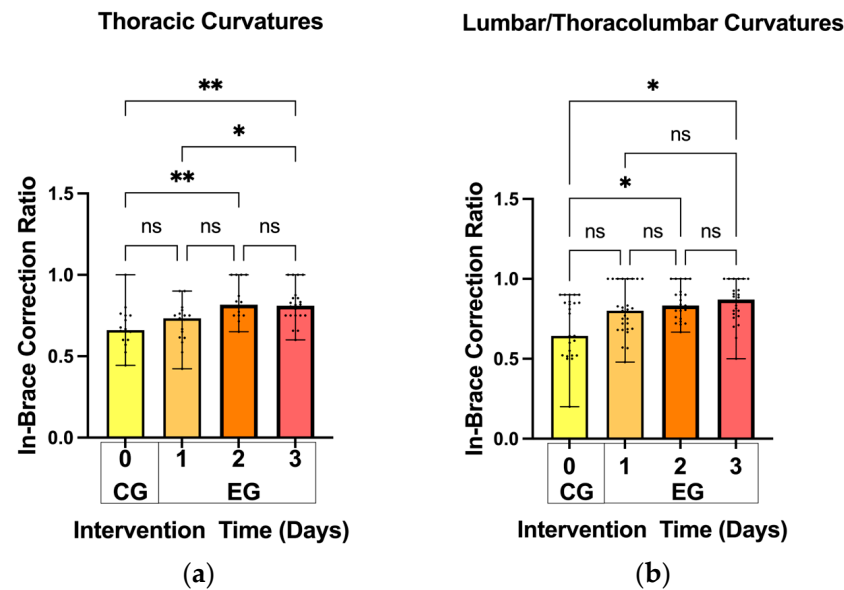 Thoracic Curvatures
**
*
**
ns
ns
ns
In-Brace Correction Ratio
1.5
1.0
0.5
0.0
0 1 2 3
CG EG
Intervention Time (Days)
(a)
Lumbar/Thoracolumbar Curvatures
*
ns
*
ns
ns
ns
In-Brace Correction Ratio
1.5
1.0
0.5
0.0
0 1 2 3
CG EG
Intervention Time (Days)
(b)